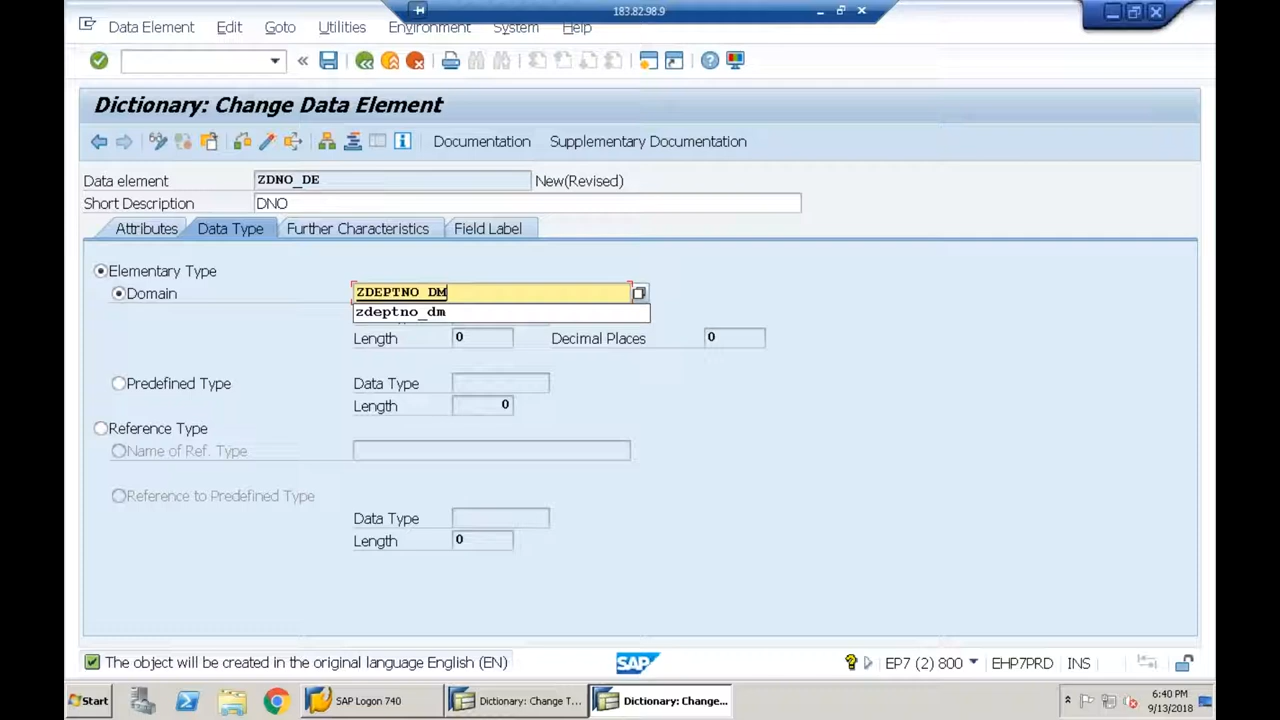 183.82.98.9
Data Element Edit Goto Utilities Environment System Help
Dictionary: Change Data Element
Documentation Supplementary Documentation
Data element ZDNO_DE New(Revised)
Short Description DNO
Attributes Data Type Further Characteristics Field Label
Elementary Type
Domain ZDEPTNO_DM
zdeptno_dm
Length 0 Decimal Places 0
Predefined Type Data Type
Length 0
Reference Type
Name of Ref. Type
Reference to Predefined Type
Data Type
Length 0
The object will be created in the original language English (EN) SAP EP7 (2) 800 EHP7PRD INS
Start SAP Logon 740 Dictionary: Change T... Dictionary: Change... 6:40 PM
9/13/2018